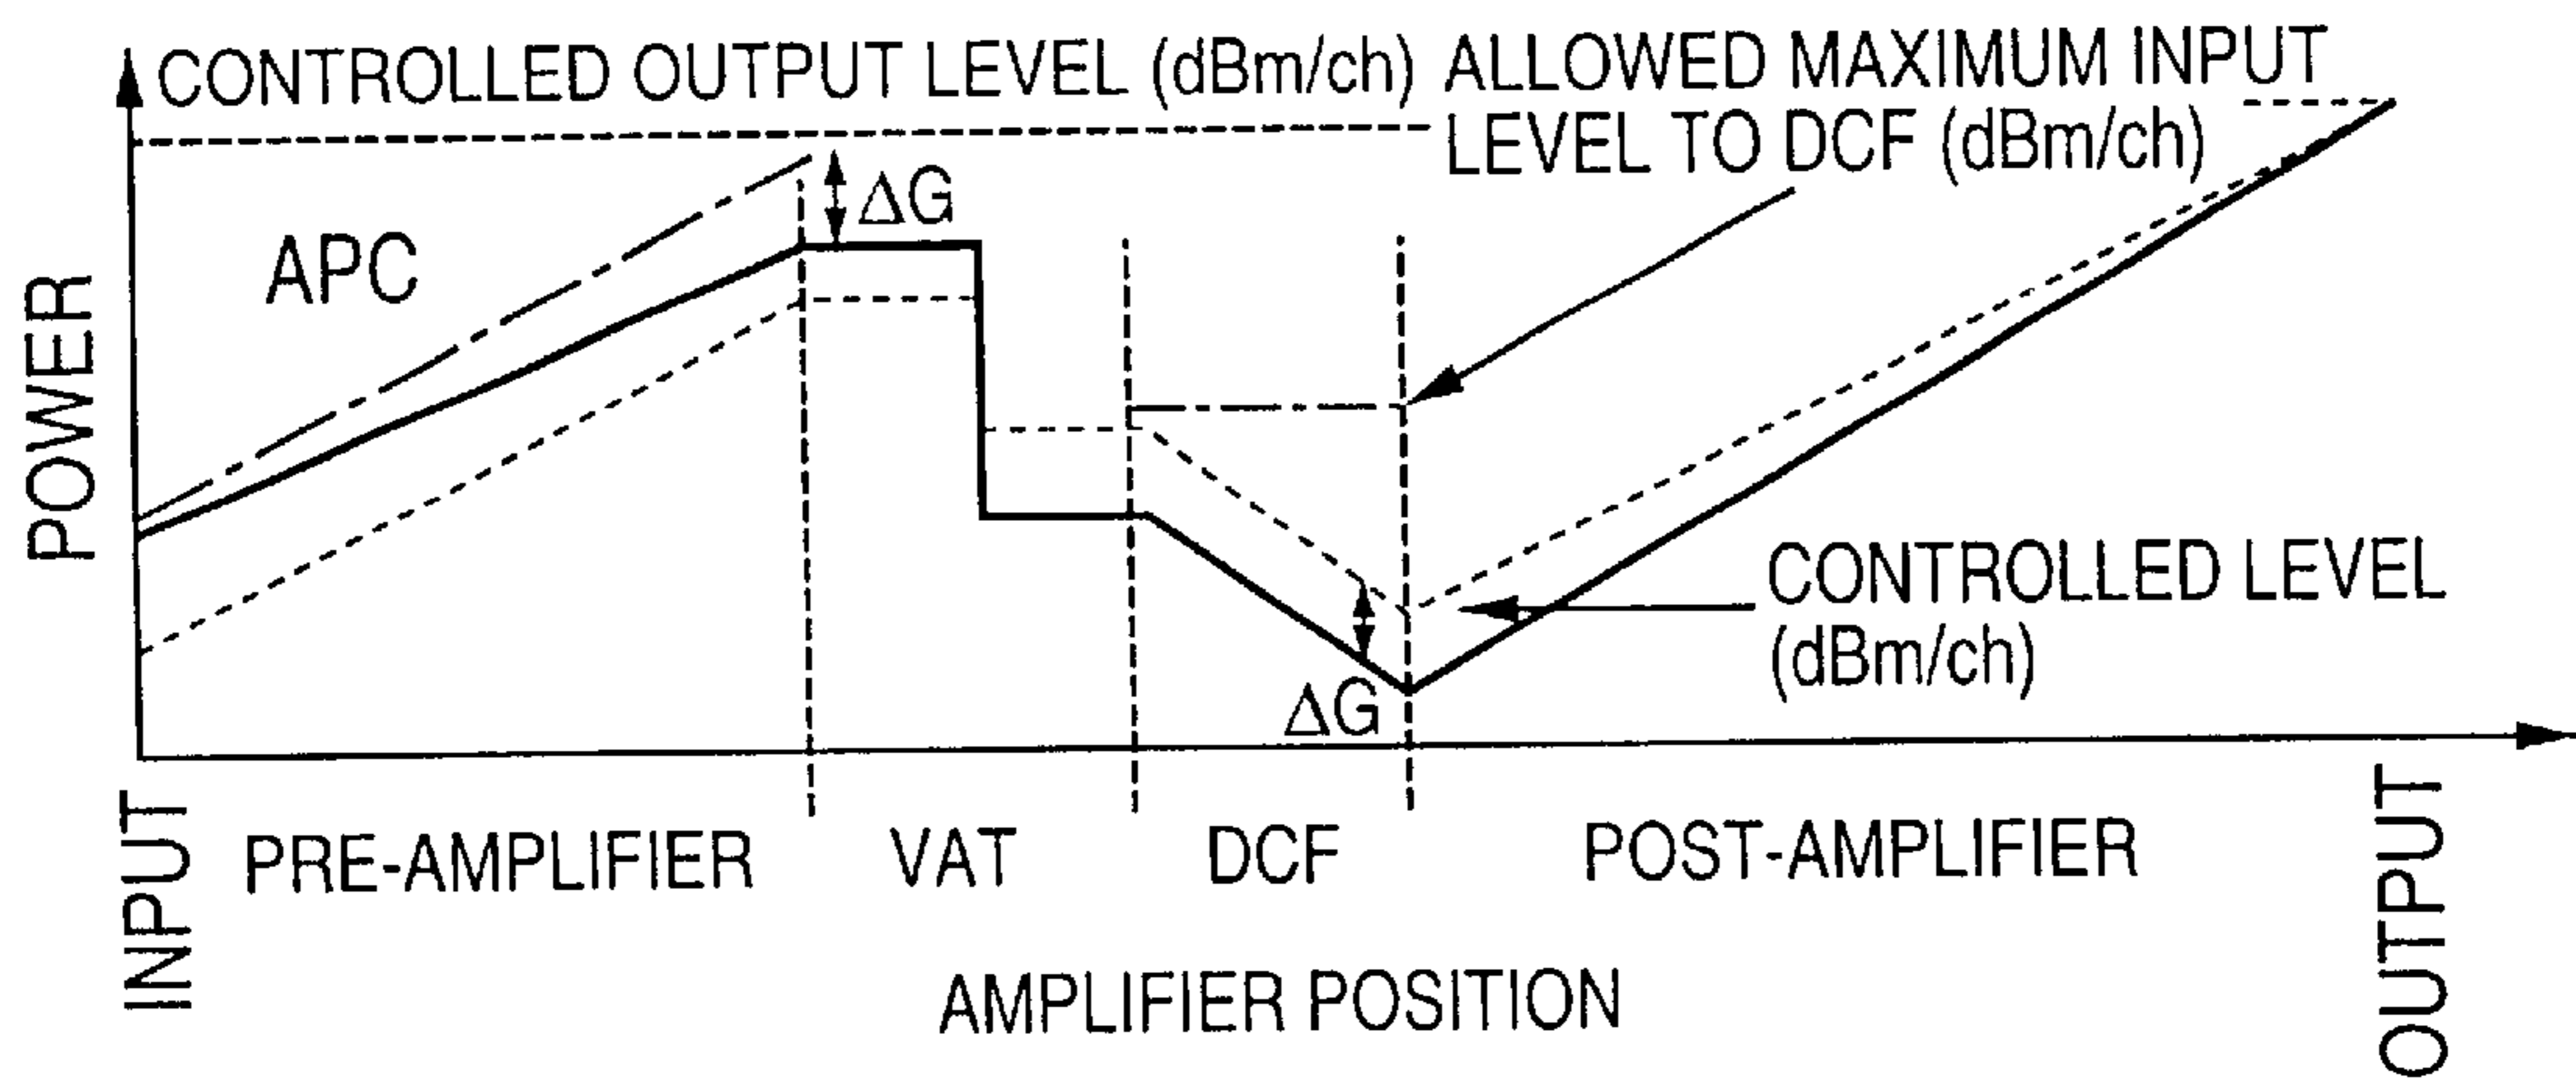 CONTROLLED OUTPUT LEVEL (dBm/ch)
ALLOWED MAXIMUM INPUT
LEVEL TO DCF (dBm/ch)
ΔG
APC
POWER
CONTROLLED LEVEL
(dBm/ch)
ΔG
INPUT
PRE-AMPLIFIER
VAT
DCF
POST-AMPLIFIER
OUTPUT
AMPLIFIER POSITION